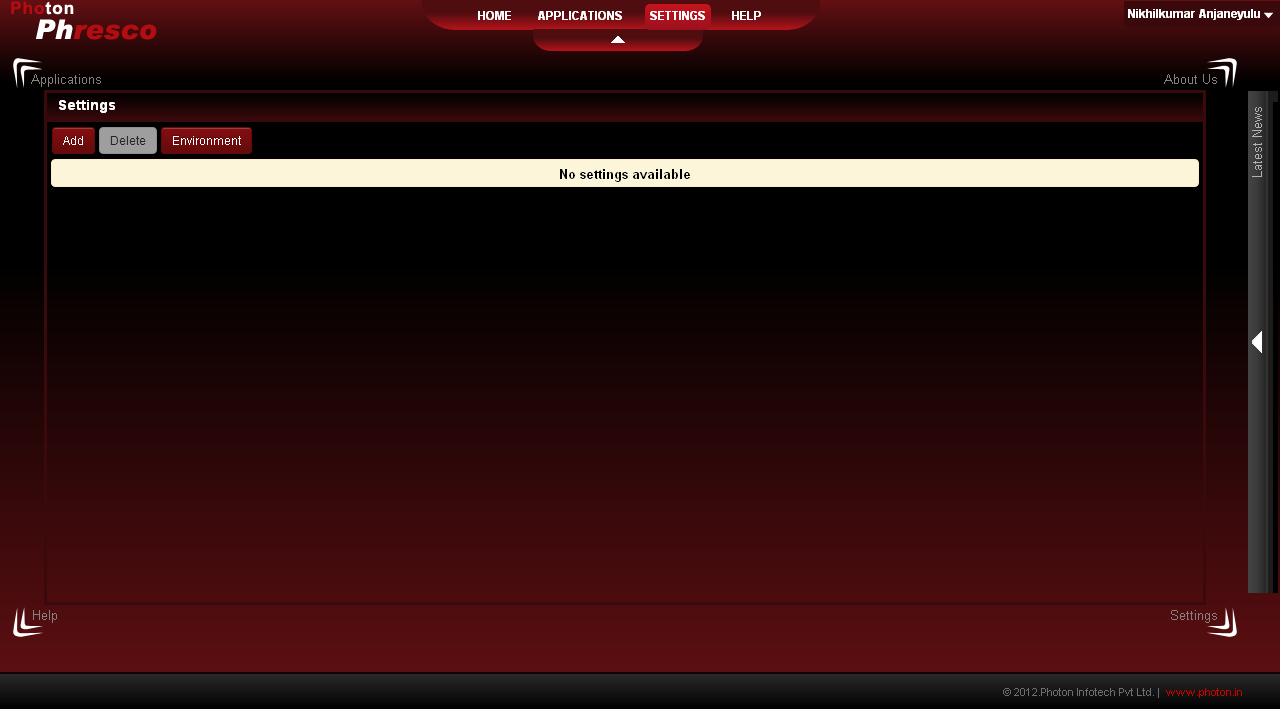 Photon
Phresco
HOME APPLICATIONS SETTINGS HELP
Nikhilkumar Anjaneyulu
Applications
About Us
Settings
Add Delete Environment
No settings available
Latest News
Help
Settings
© 2012.Photon Infotech Pvt Ltd. | www.photon.in